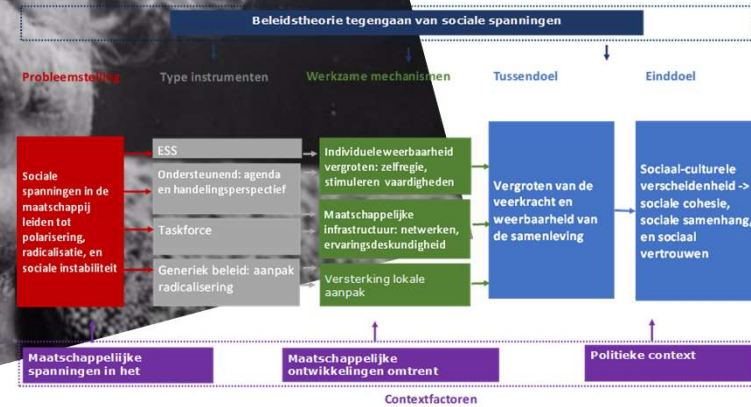 Beleidstheorie tegengaan van sociale spanningen
Probleemstelling
Type instrumenten
Werkzame mechanismen
Tussendoel
Einddoel
Sociale
spanningen in de
maatschappij
leiden tot
polarisering,
radicalisatie, en
sociale instabiliteit
ESS
Ondersteunend: agenda
en handelingsperspectief
Taskforce
Generiek beleid: aanpak
radicalisering
Individuele weerbaarheid
vergroten: zelfregie,
stimuleren vaardigheden
Maatschappelijke
infrastructuur: netwerken,
ervaringsdeskundigheid
Versterking lokale
aanpak
Vergroten van de
veerkracht en
weerbaarheid van
de samenleving
Sociaal-culturele
verscheidenheid ->
sociale cohesie,
sociale samenhang,
en sociaal
vertrouwen
Maatschappelijke
spanningen in het
Maatschappelijke
ontwikkelingen omtrent
Politieke context
Contextfactoren